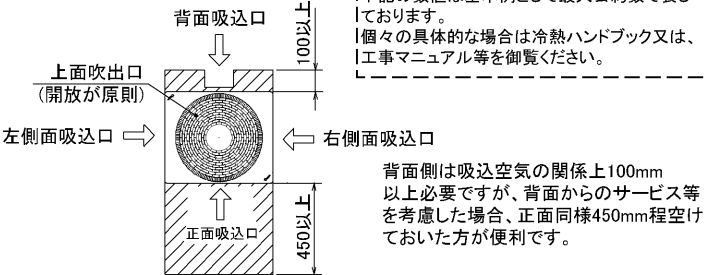 背面吸込口
100以上
ております。
個々の具体的な場合は冷熱ハンドブック又は、
工事マニュアル等を御覧ください。
上面吹出口
(開放が原則)
左側面吸込口
右側面吸込口
背面側は吸込空気の関係上100mm
以上必要ですが、背面からのサービス等
を考慮した場合、正面同様450mm程空け
ておいた方が便利です。
正面吸込口
450以上